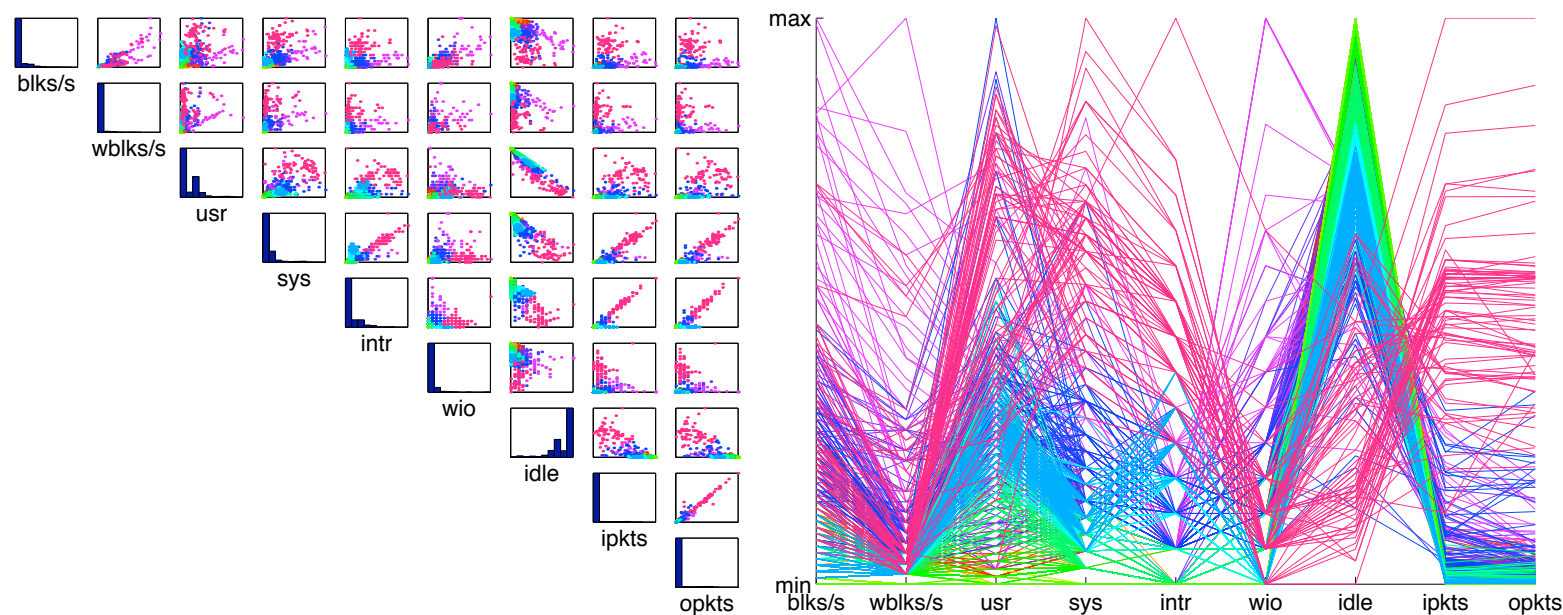 blks/s
wblks/s
usr
sys
intr
wio
idle
ipkts
opkts
max
min
blks/s wblks/s usr sys intr wio idle ipkts opkts